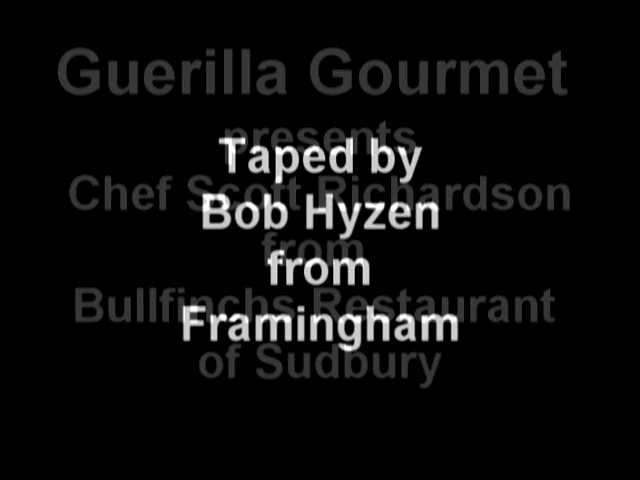 Guerilla Gourmet
presents
Taped by
Chef Scott Richardson
Bob Hyzen
from
from
Bullfinchs Restaurant
Framingham
of Sudbury